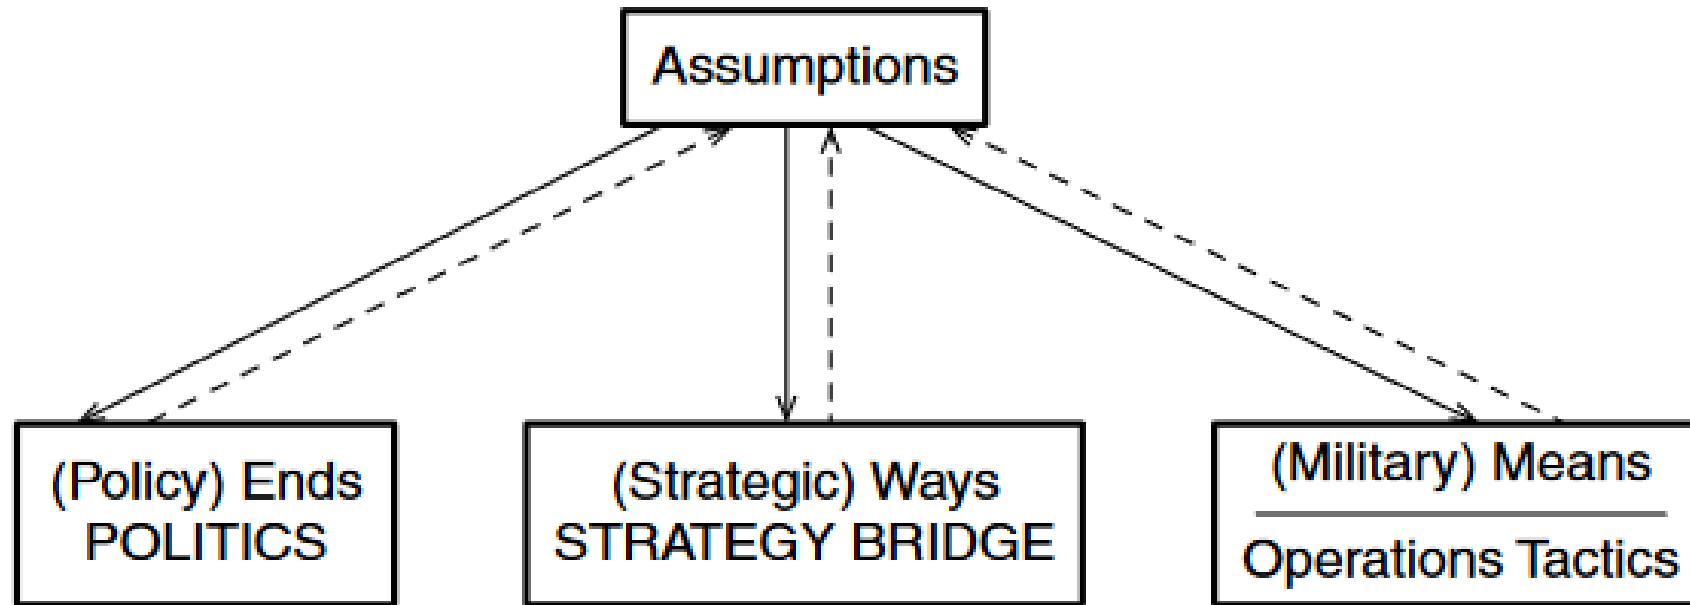 Assumptions
(Policy) Ends
POLITICS
(Strategic) Ways
STRATEGY BRIDGE
(Military) Means
Operations Tactics